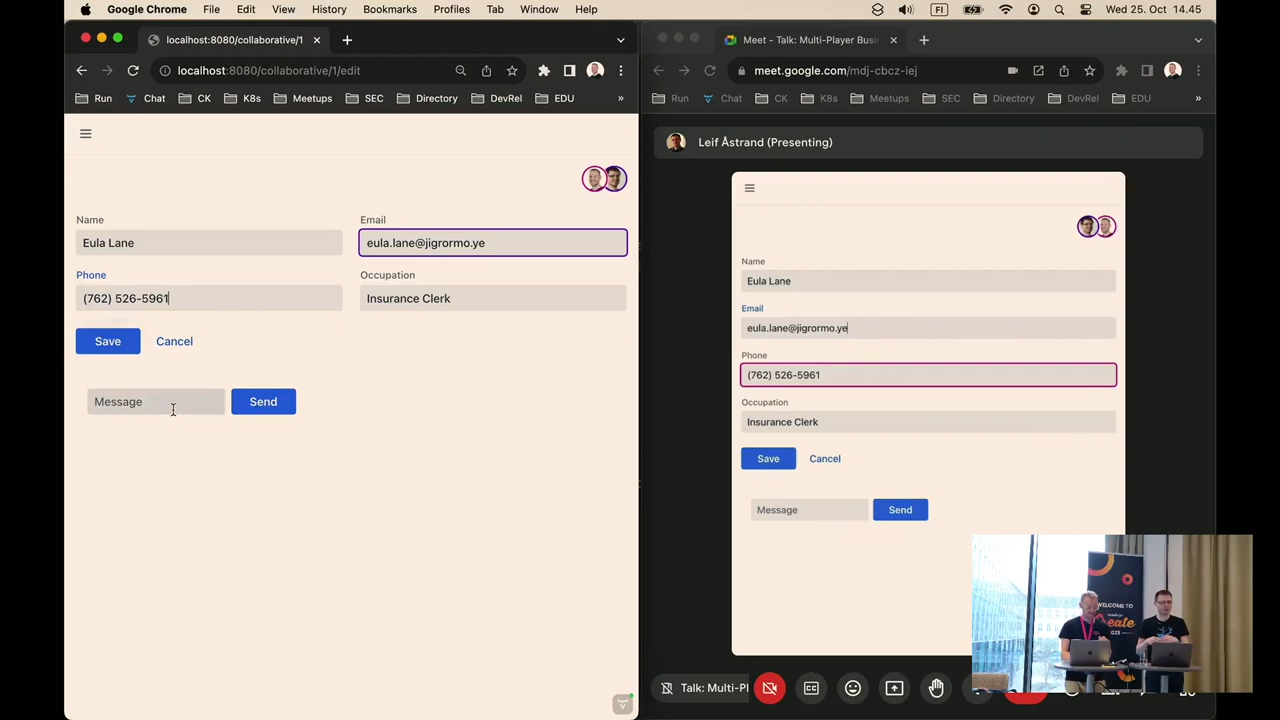 Google Chrome File Edit View History Bookmarks Profiles Tab Window Help FI Wed 25. Oct 14.45
localhost:8080/collaborative/1
localhost:8080/collaborative/1/edit
Run Chat CK K8s Meetups SEC Directory DevRel EDU »
Name
Eula Lane
Email
eula.lane@jigrormo.ye
Phone
(762) 526-5961
Occupation
Insurance Clerk
Save Cancel
Message Send
Meet - Talk: Multi-Player Busi
meet.google.com/mdj-cbcz-iej
Run Chat CK K8s Meetups SEC Directory DevRel EDU »
Leif Åstrand (Presenting)
Name
Eula Lane
Email
eula.lane@jigrormo.ye
Phone
(762) 526-5961
Occupation
Insurance Clerk
Save Cancel
Message Send
Talk: Multi-Pl
WELCOME TO